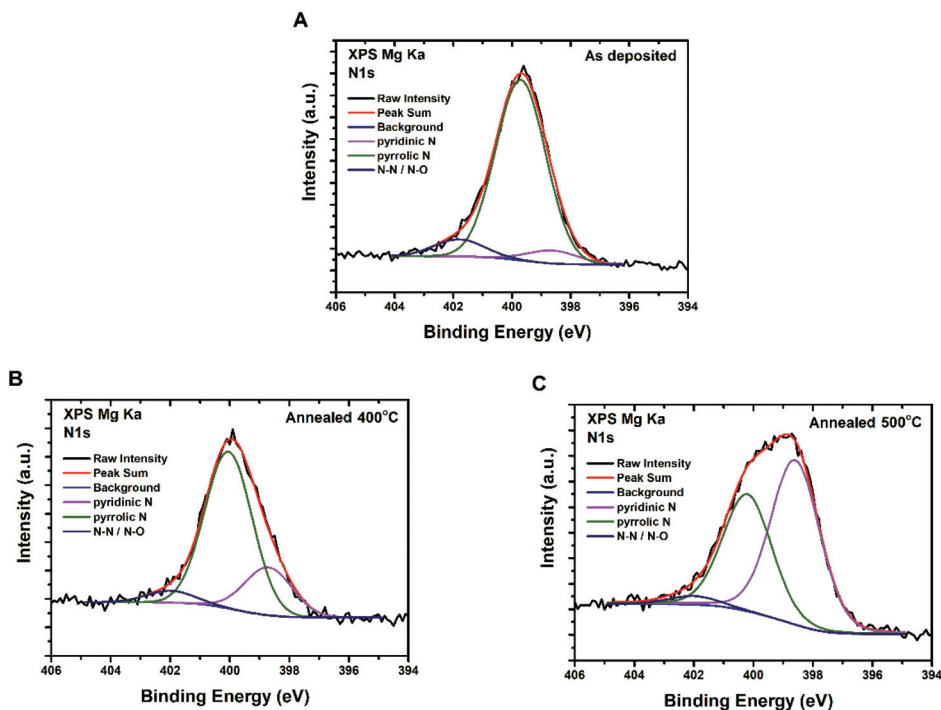 A
XPS Mg Ka
As deposited
N1s
Raw Intensity
Peak Sum
Background
pyridinic N
pyrrolic N
N-N / N-O
Intensity (a.u.)
406 404 402 400 398 396 394
Binding Energy (eV)
B
XPS Mg Ka
Annealed 400°C
N1s
Raw Intensity
Peak Sum
Background
pyridinic N
pyrrolic N
N-N / N-O
Intensity (a.u.)
406 404 402 400 398 396 394
Binding Energy (eV)
C
XPS Mg Ka
Annealed 500°C
N1s
Raw Intensity
Peak Sum
Background
pyridinic N
pyrrolic N
N-N / N-O
Intensity (a.u.)
406 404 402 400 398 396 394
Binding Energy (eV)